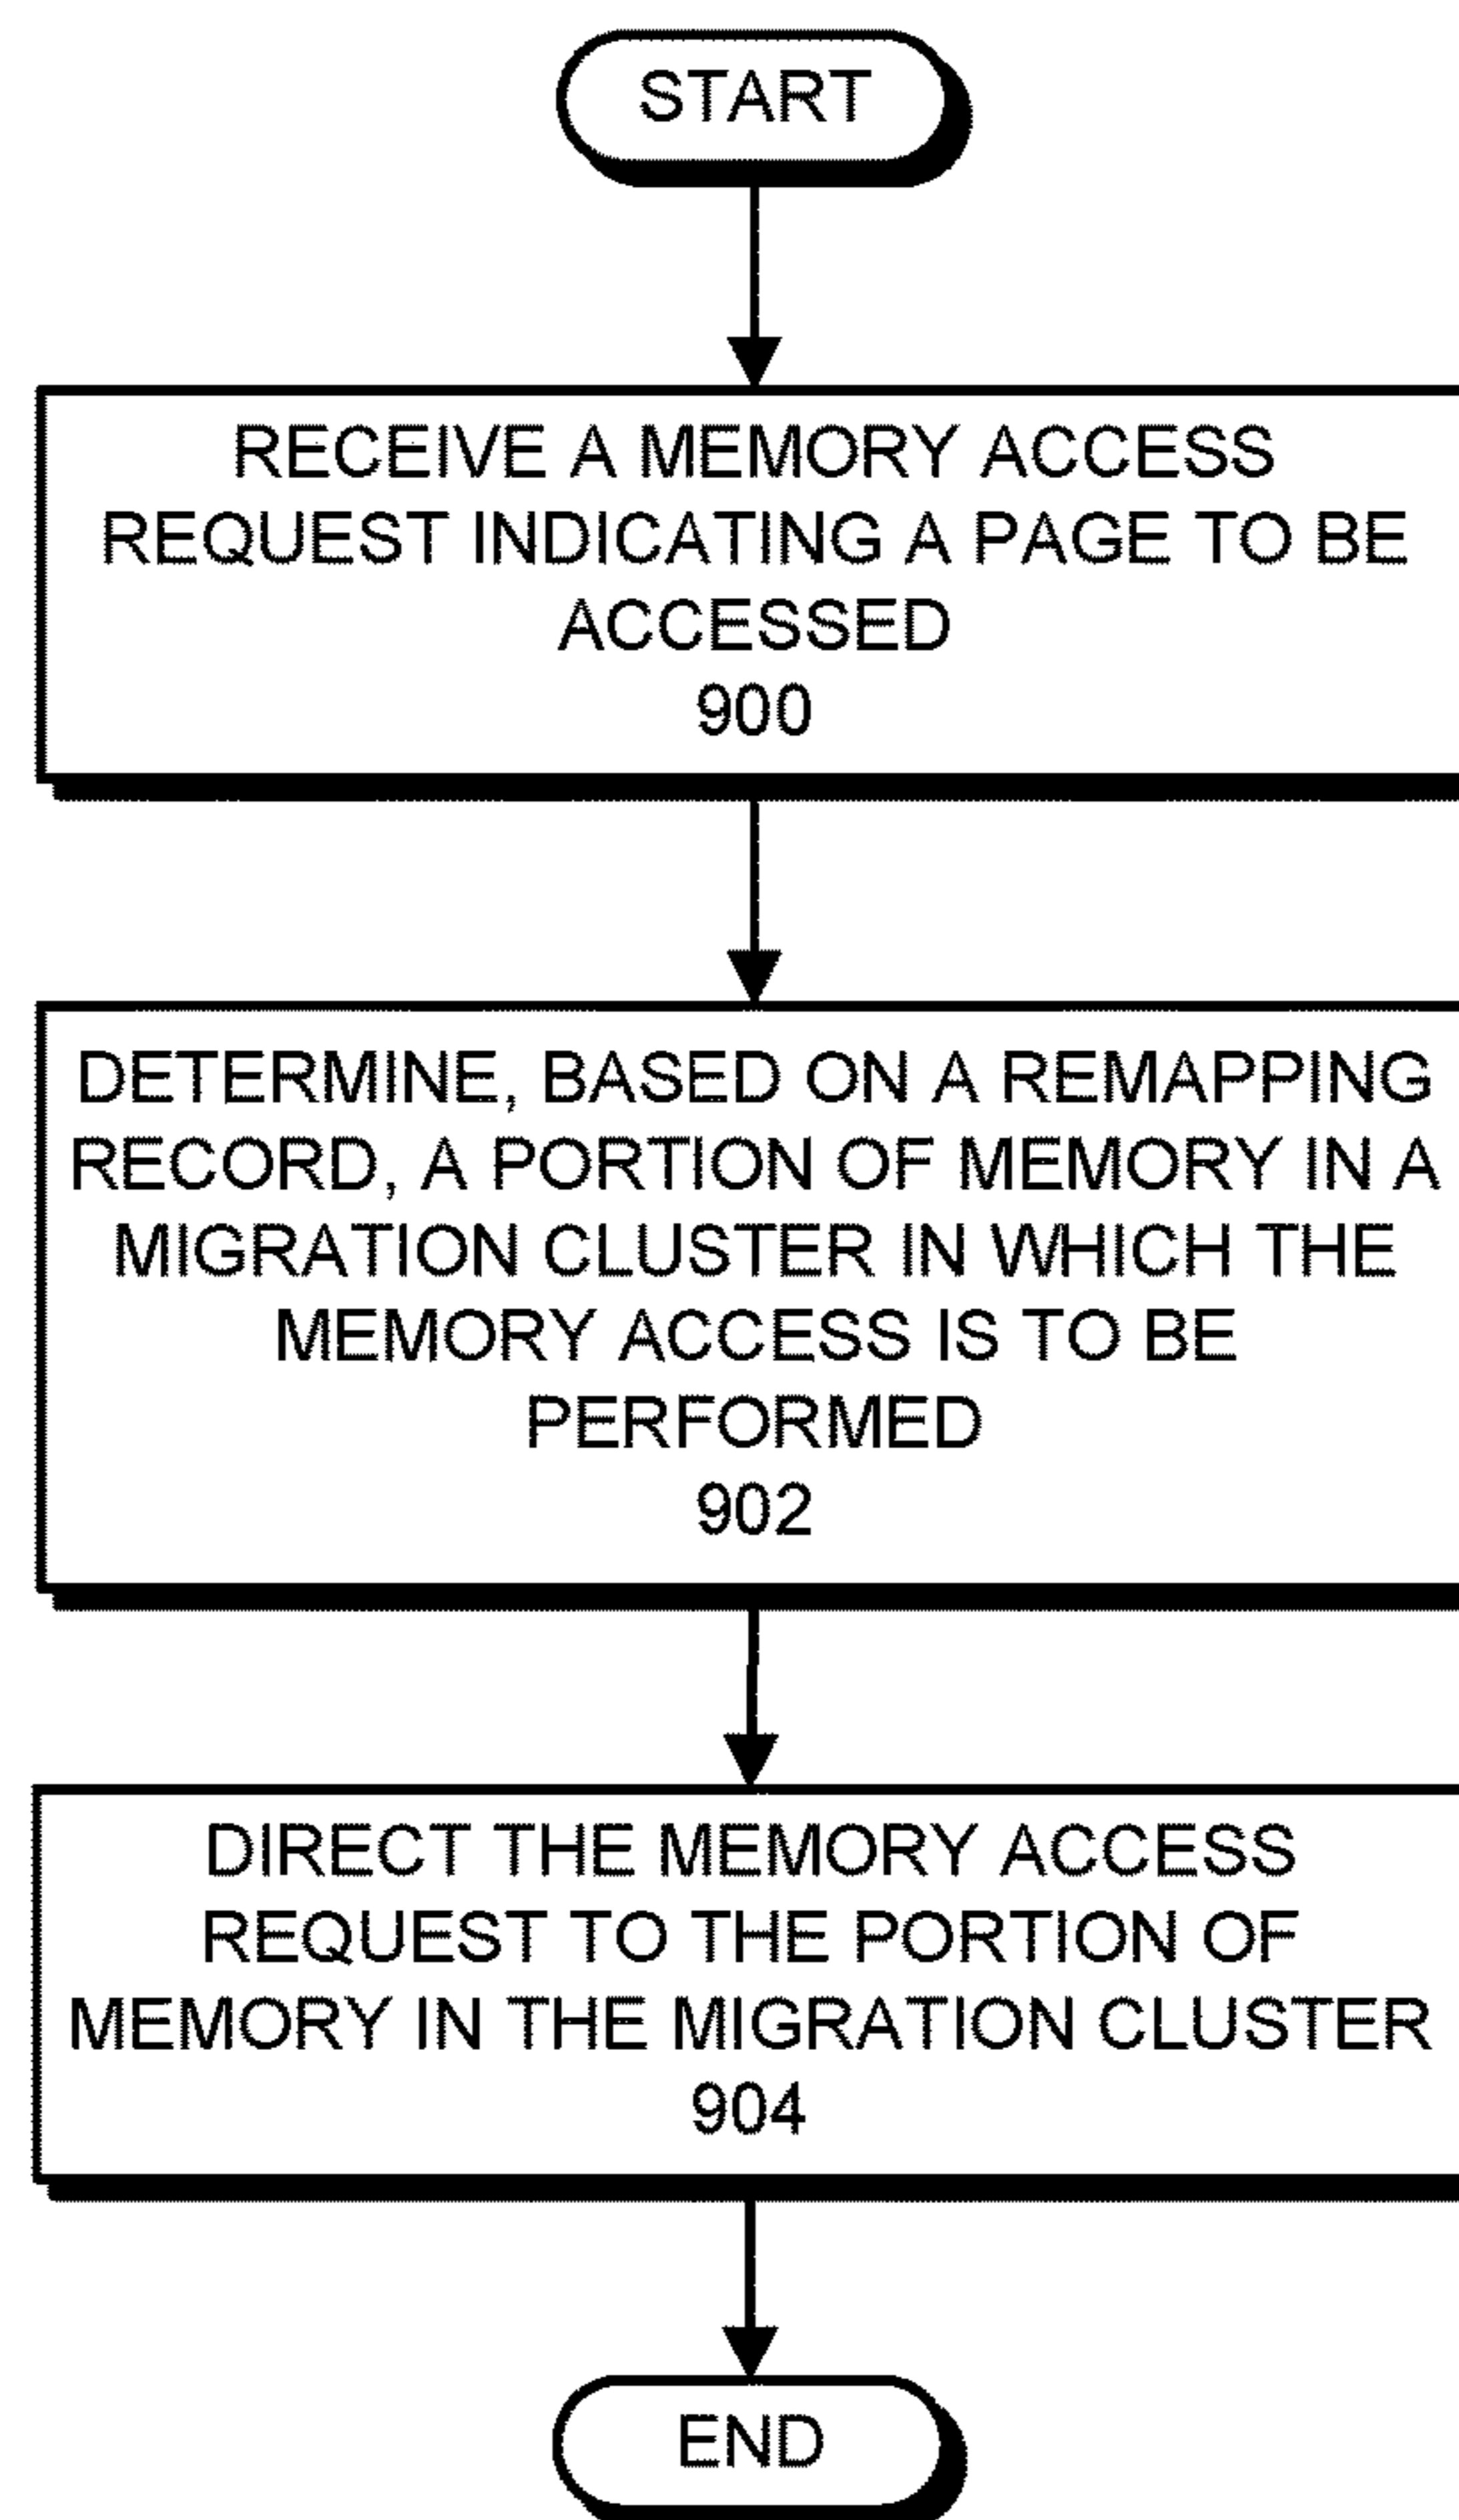 START
RECEIVE A MEMORY ACCESS
REQUEST INDICATING A PAGE TO BE
ACCESSED
900
DETERMINE, BASED ON A REMAPPING
RECORD, A PORTION OF MEMORY IN A
MIGRATION CLUSTER IN WHICH THE
MEMORY ACCESS IS TO BE
PERFORMED
902
DIRECT THE MEMORY ACCESS
REQUEST TO THE PORTION OF
MEMORY IN THE MIGRATION CLUSTER
904
END